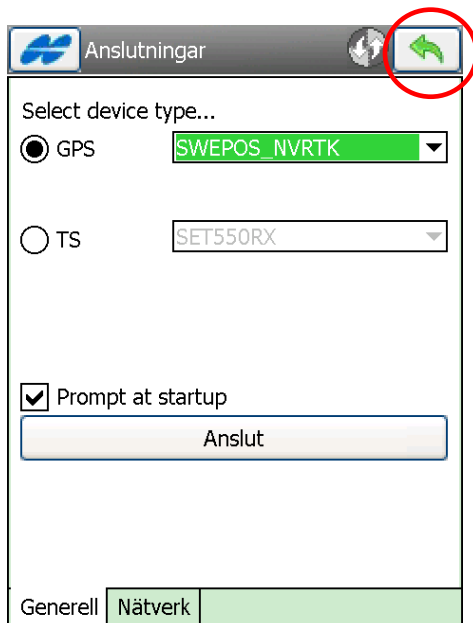 Anslutningar
Select device type...
GPS SWEPOS_NVRTK
TS SET550RX
Prompt at startup
Anslut
Generell Nätverk